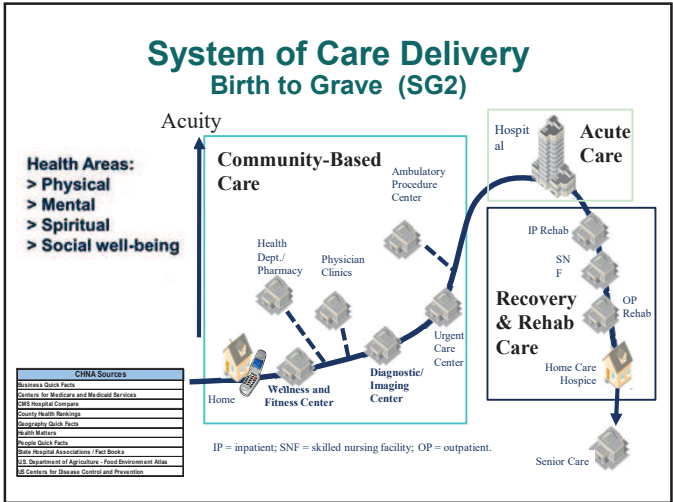 System of Care Delivery
Birth to Grave (SG2)
Acuity
Health Areas:
> Physical
> Mental
> Spiritual
> Social well-being
Community-Based
Care
Ambulatory
Procedure
Center
Health
Dept./
Pharmacy
Physician
Clinics
Urgent
Care
Center
Home
Wellness and
Fitness Center
Diagnostic/
Imaging
Center
Hospit
al
Acute
Care
IP Rehab
SN
F
OP
Rehab
Recovery
& Rehab
Care
Home Care
Hospice
Senior Care
CHNA Sources
Business Quick Facts
Centers for Medicare and Medicaid Services
CMS Hospital Compare
County Health Rankings
Geography Quick Facts
Health Matters
People Quick Facts
State Hospital Associations / Fact Books
U.S. Department of Agriculture - Food Environment Atlas
US Centers for Disease Control and Prevention
IP = inpatient; SNF = skilled nursing facility; OP = outpatient.